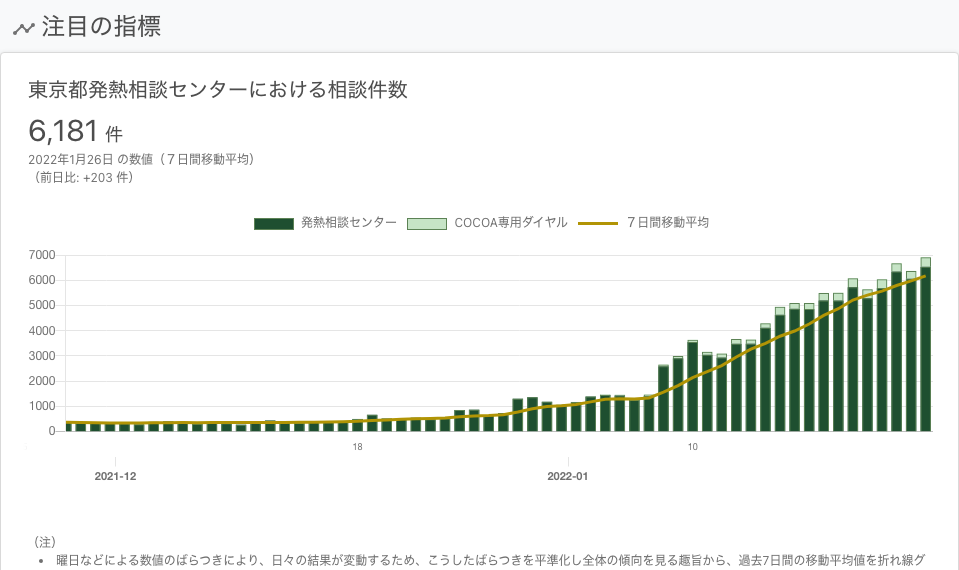 注目の指標
東京都発熱相談センターにおける相談件数
6,181 件
2022年1月26日 の数値（７日間移動平均）
（前日比: +203 件）
発熱相談センター COCOA専用ダイヤル ７日間移動平均
7000
6000
5000
4000
3000
2000
1000
0
18 10
2021-12 2022-01
（注）
• 曜日などによる数値のばらつきにより、日々の結果が変動するため、こうしたばらつきを平準化し全体の傾向を見る趣旨から、過去7日間の移動平均値を折れ線グ